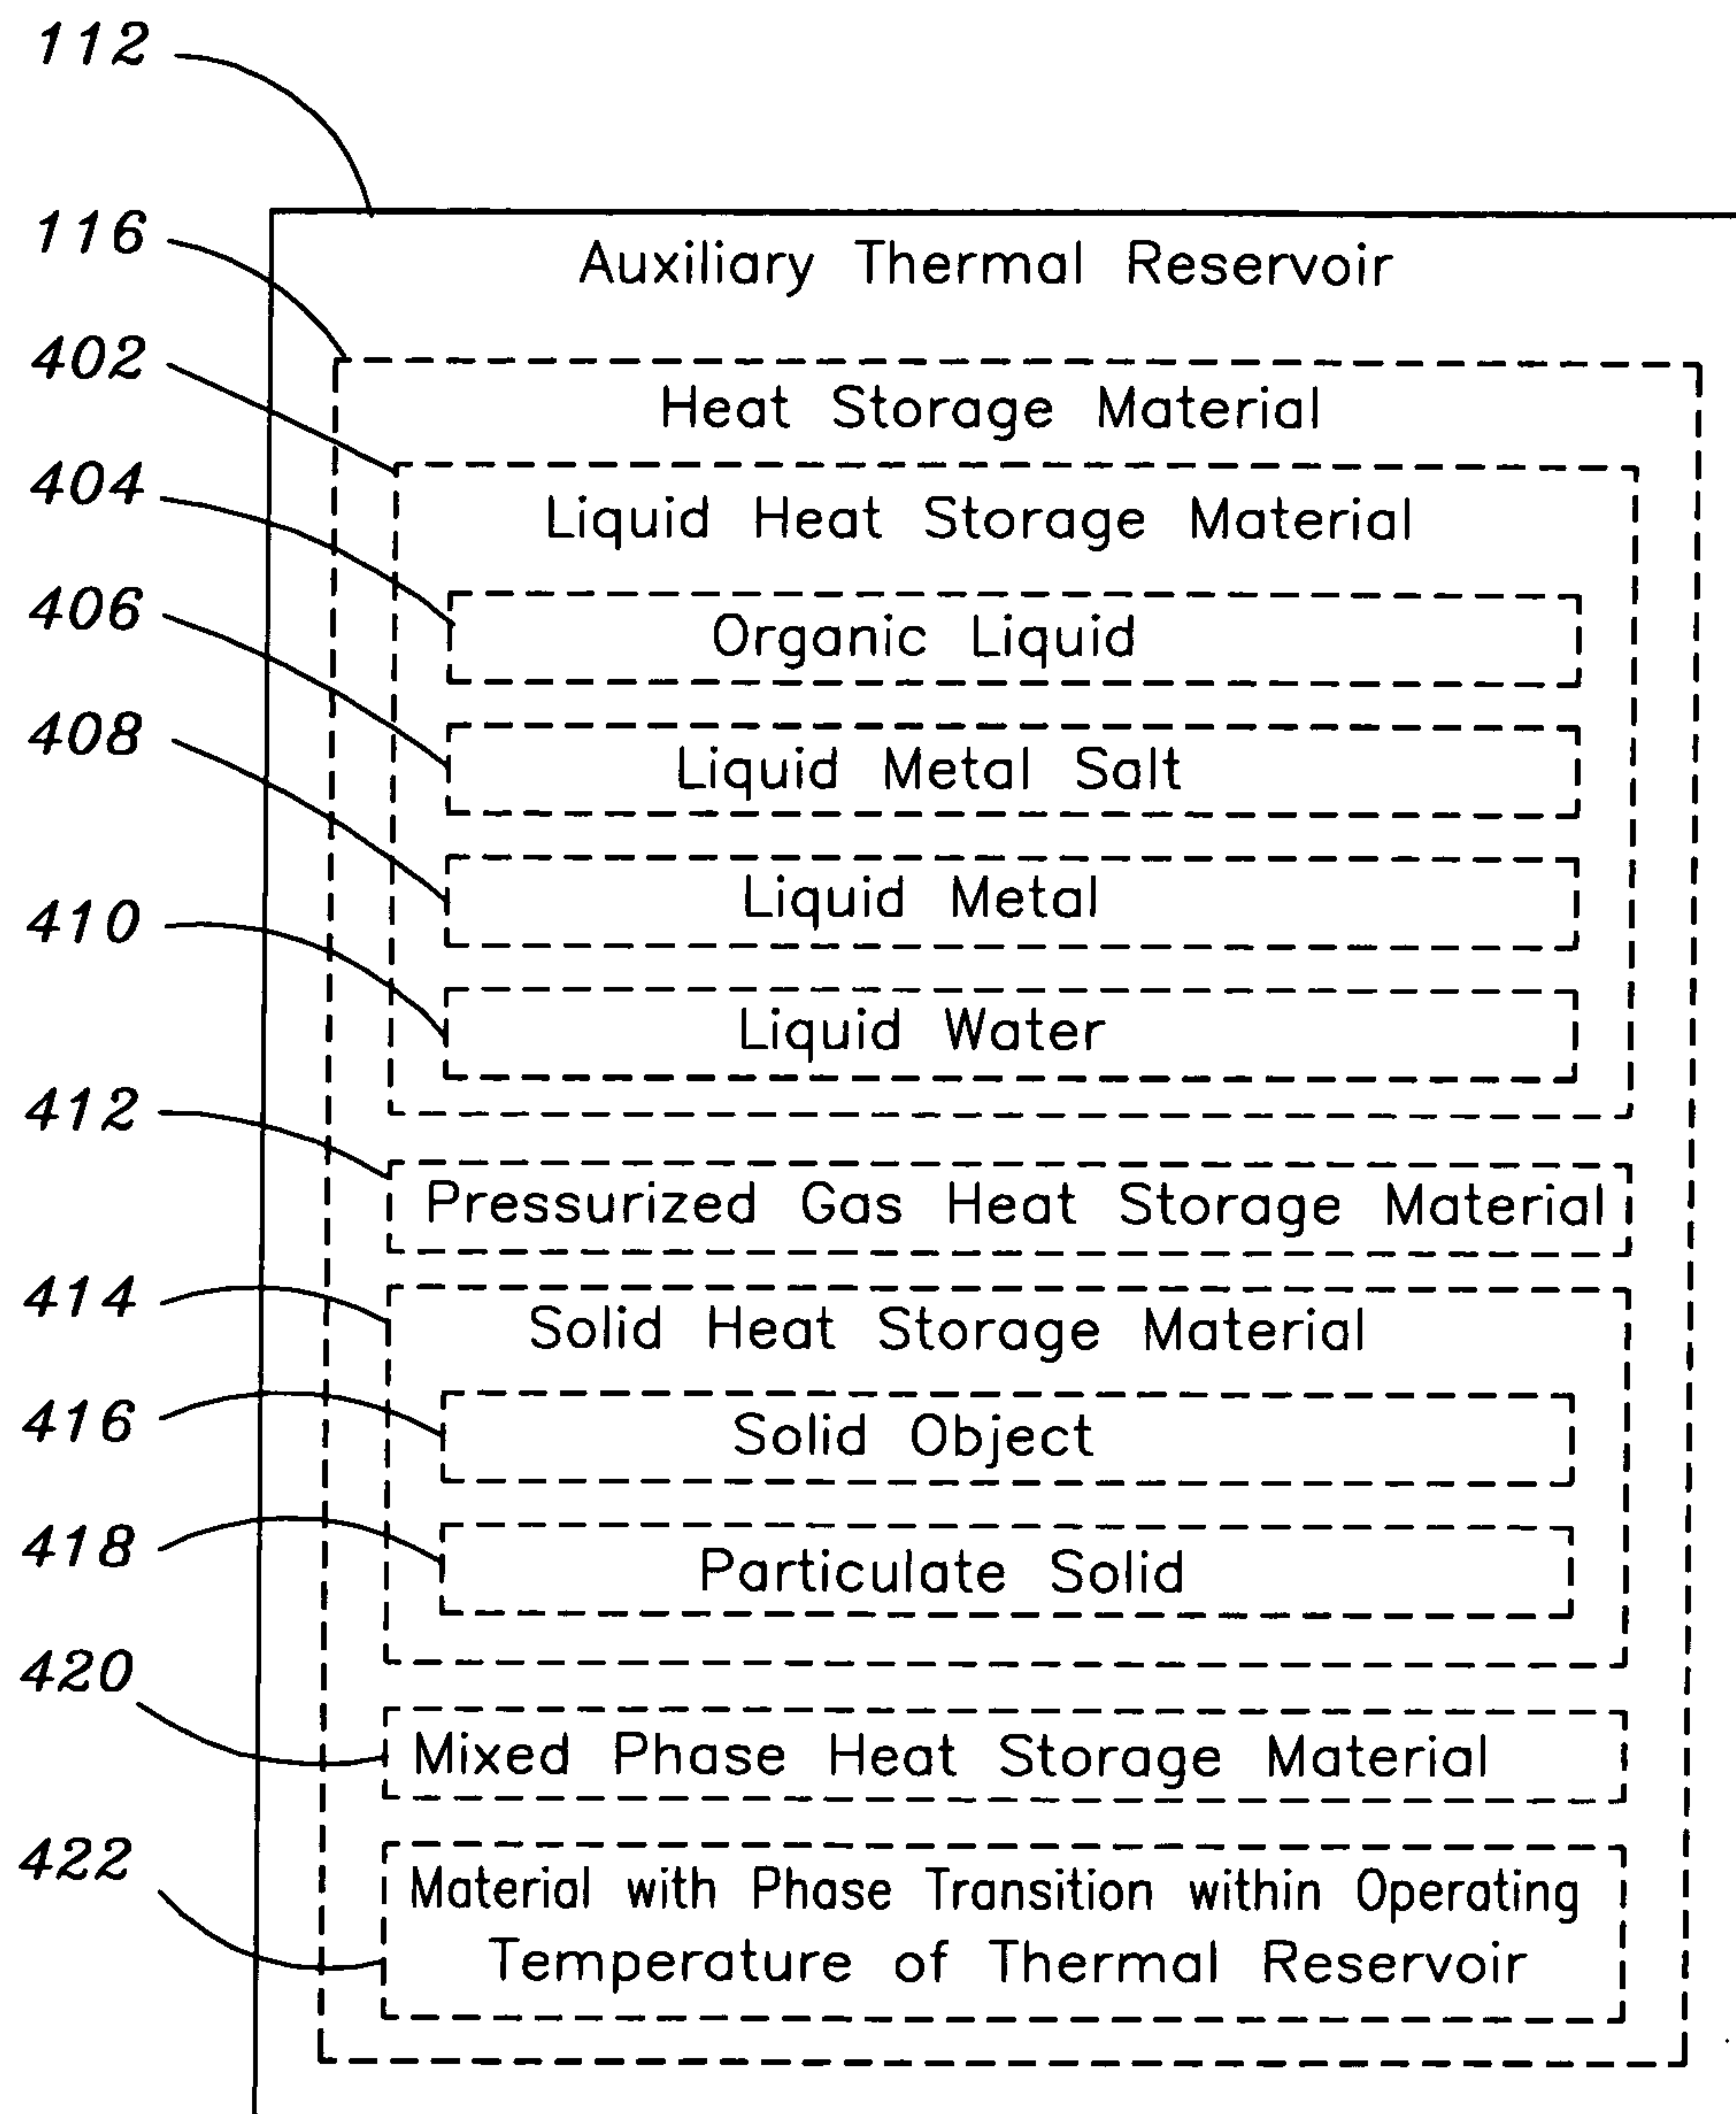 112
116
Auxiliary Thermal Reservoir
402
Heat Storage Material
404
Liquid Heat Storage Material
406
Organic Liquid
408
Liquid Metal Salt
Liquid Metal
410
Liquid Water
412
Pressurized Gas Heat Storage Material
414
Solid Heat Storage Material
416
Solid Object
418
Particulate Solid
420
Mixed Phase Heat Storage Material
422
Material with Phase Transition within Operating
Temperature of Thermal Reservoir